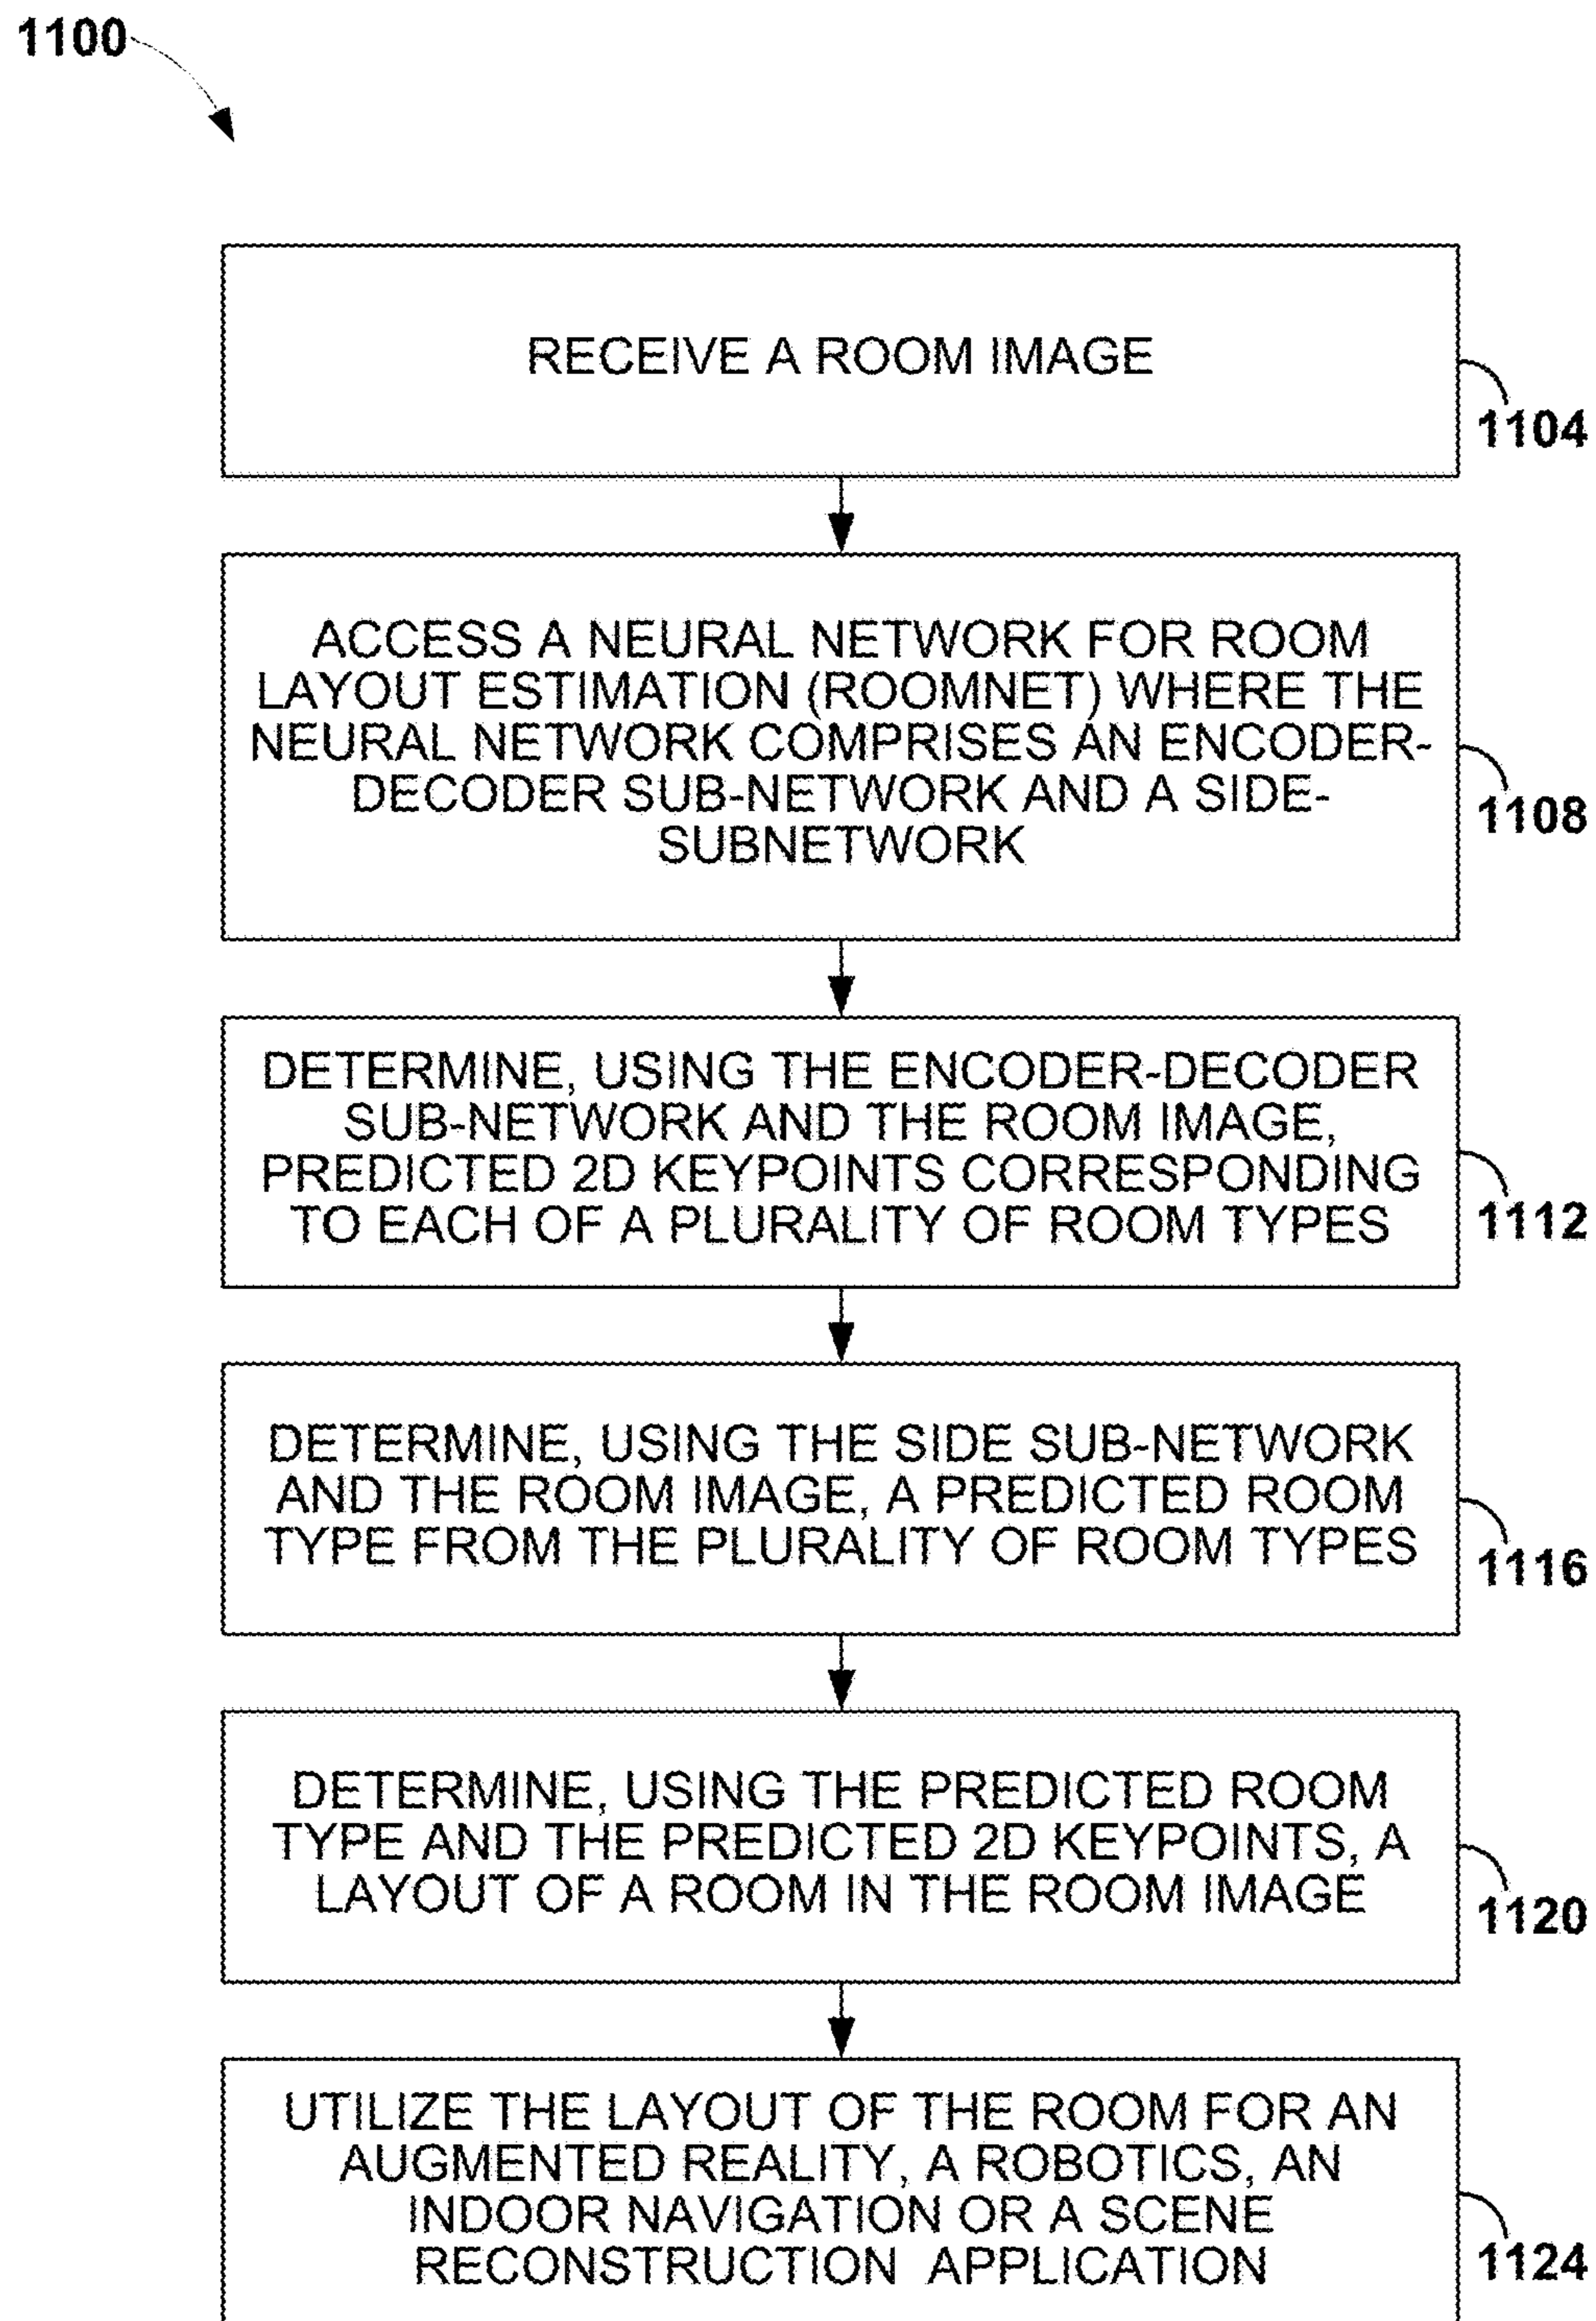 1100
RECEIVE A ROOM IMAGE
1104
ACCESS A NEURAL NETWORK FOR ROOM
LAYOUT ESTIMATION (ROOMNET) WHERE THE
NEURAL NETWORK COMPRISES AN ENCODER-
DECODER SUB-NETWORK AND A SIDE-
SUBNETWORK
1108
DETERMINE, USING THE ENCODER-DECODER
SUB-NETWORK AND THE ROOM IMAGE,
PREDICTED 2D KEYPOINTS CORRESPONDING
TO EACH OF A PLURALITY OF ROOM TYPES
1112
DETERMINE, USING THE SIDE SUB-NETWORK
AND THE ROOM IMAGE, A PREDICTED ROOM
TYPE FROM THE PLURALITY OF ROOM TYPES
1116
DETERMINE, USING THE PREDICTED ROOM
TYPE AND THE PREDICTED 2D KEYPOINTS, A
LAYOUT OF A ROOM IN THE ROOM IMAGE
1120
UTILIZE THE LAYOUT OF THE ROOM FOR AN
AUGMENTED REALITY, A ROBOTICS, AN
INDOOR NAVIGATION OR A SCENE
RECONSTRUCTION APPLICATION
1124